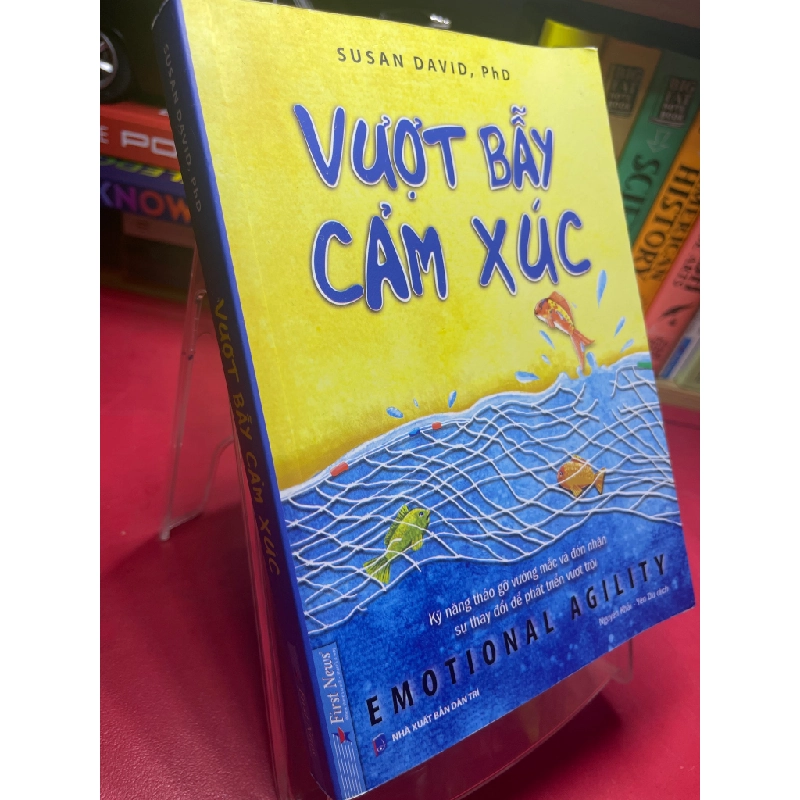 SUSAN DAVID, PhD
VƯỢT BẪY
CẢM XÚC
Kỹ năng tháo gỡ vướng mắc và đón nhận
sự thay đổi để phát triển vượt trội
EMOTIONAL AGILITY
First News
NHÀ XUẤT BẢN DÂN TRÍ
SUSAN DAVID, PhD
VƯỢT BẪY CẢM XÚC
KNOW
HISTORY